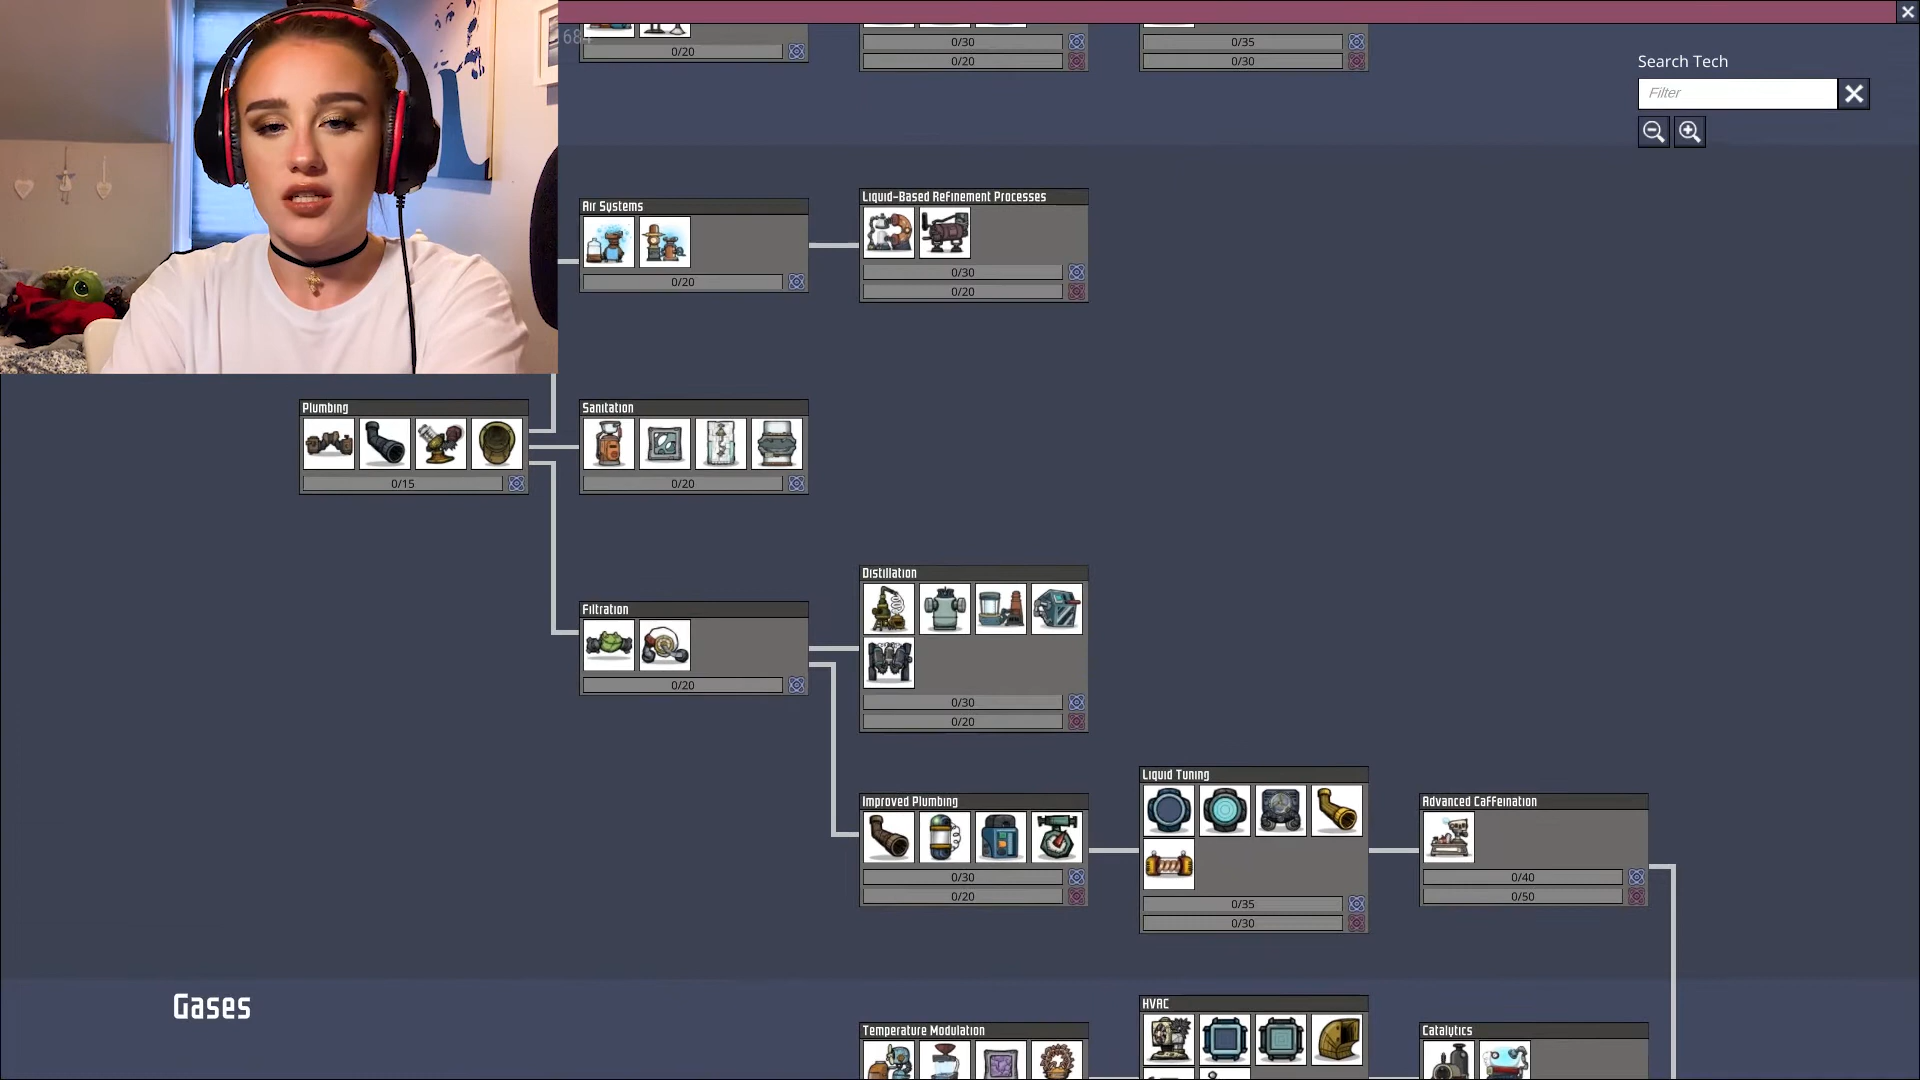 684
0/20
0/30
0/20
0/35
0/30
Search Tech
Filter
Air Systems
0/20
Liquid-Based Refinement Processes
0/30
0/20
Plumbing
0/15
Sanitation
0/20
Filtration
0/20
Distillation
0/30
0/20
Improved Plumbing
0/30
0/20
Liquid Tuning
0/35
0/30
Advanced Caffeination
0/40
0/50
Gases
Temperature Modulation
HVAC
Catalytics